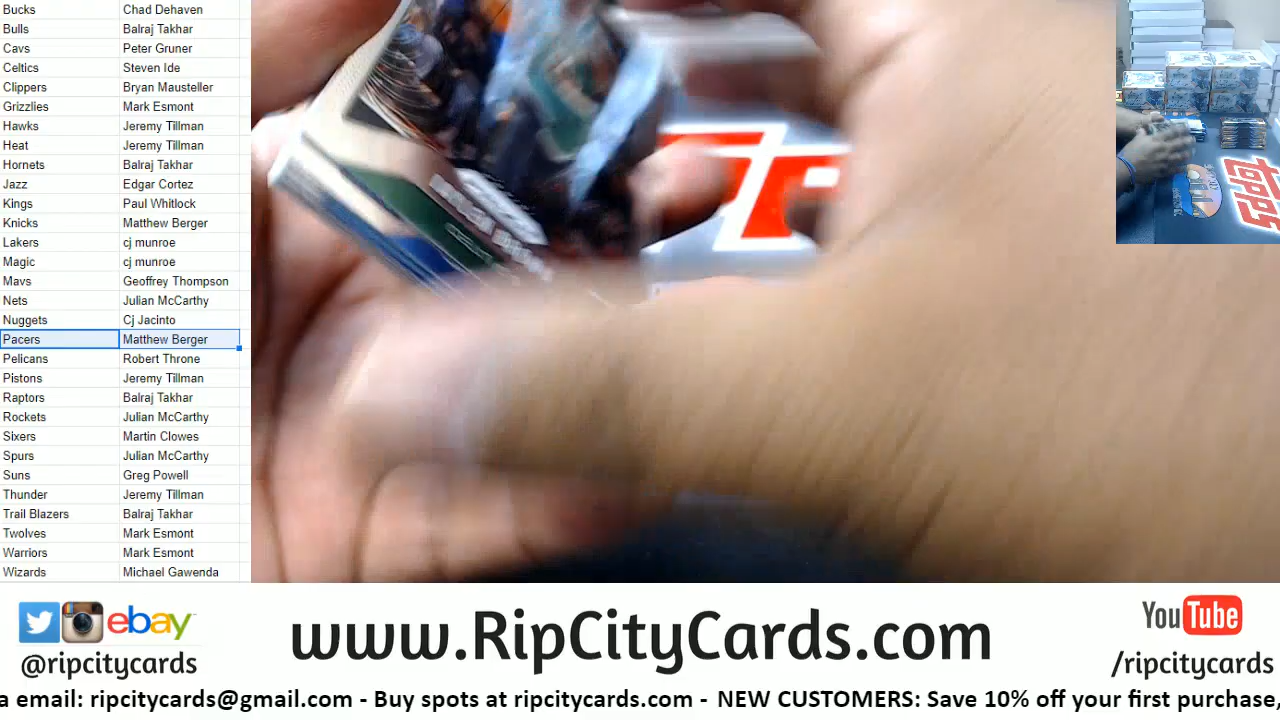 Bucks Chad Dehaven
Bulls Balraj Takhar
Cavs Peter Gruner
Celtics Steven Ide
Clippers Bryan Mausteller
Grizzlies Mark Esmont
Hawks Jeremy Tillman
Heat Jeremy Tillman
Hornets Balraj Takhar
Jazz Edgar Cortez
Kings Paul Whitlock
Knicks Matthew Berger
Lakers cj munroe
Magic cj munroe
Mavs Geoffrey Thompson
Nets Julian McCarthy
Nuggets Cj Jacinto
Pacers Matthew Berger
Pelicans Robert Throne
Pistons Jeremy Tillman
Raptors Balraj Takhar
Rockets Julian McCarthy
Sixers Martin Clowes
Spurs Julian McCarthy
Suns Greg Powell
Thunder Jeremy Tillman
Trail Blazers Balraj Takhar
Twolves Mark Esmont
Warriors Mark Esmont
Wizards Michael Gawenda
Topps
ebay
@ripcitycards
www.RipCityCards.com
YouTube
/ripcitycards
a email: ripcitycards@gmail.com - Buy spots at ripcitycards.com - NEW CUSTOMERS: Save 10% off your first purchase,